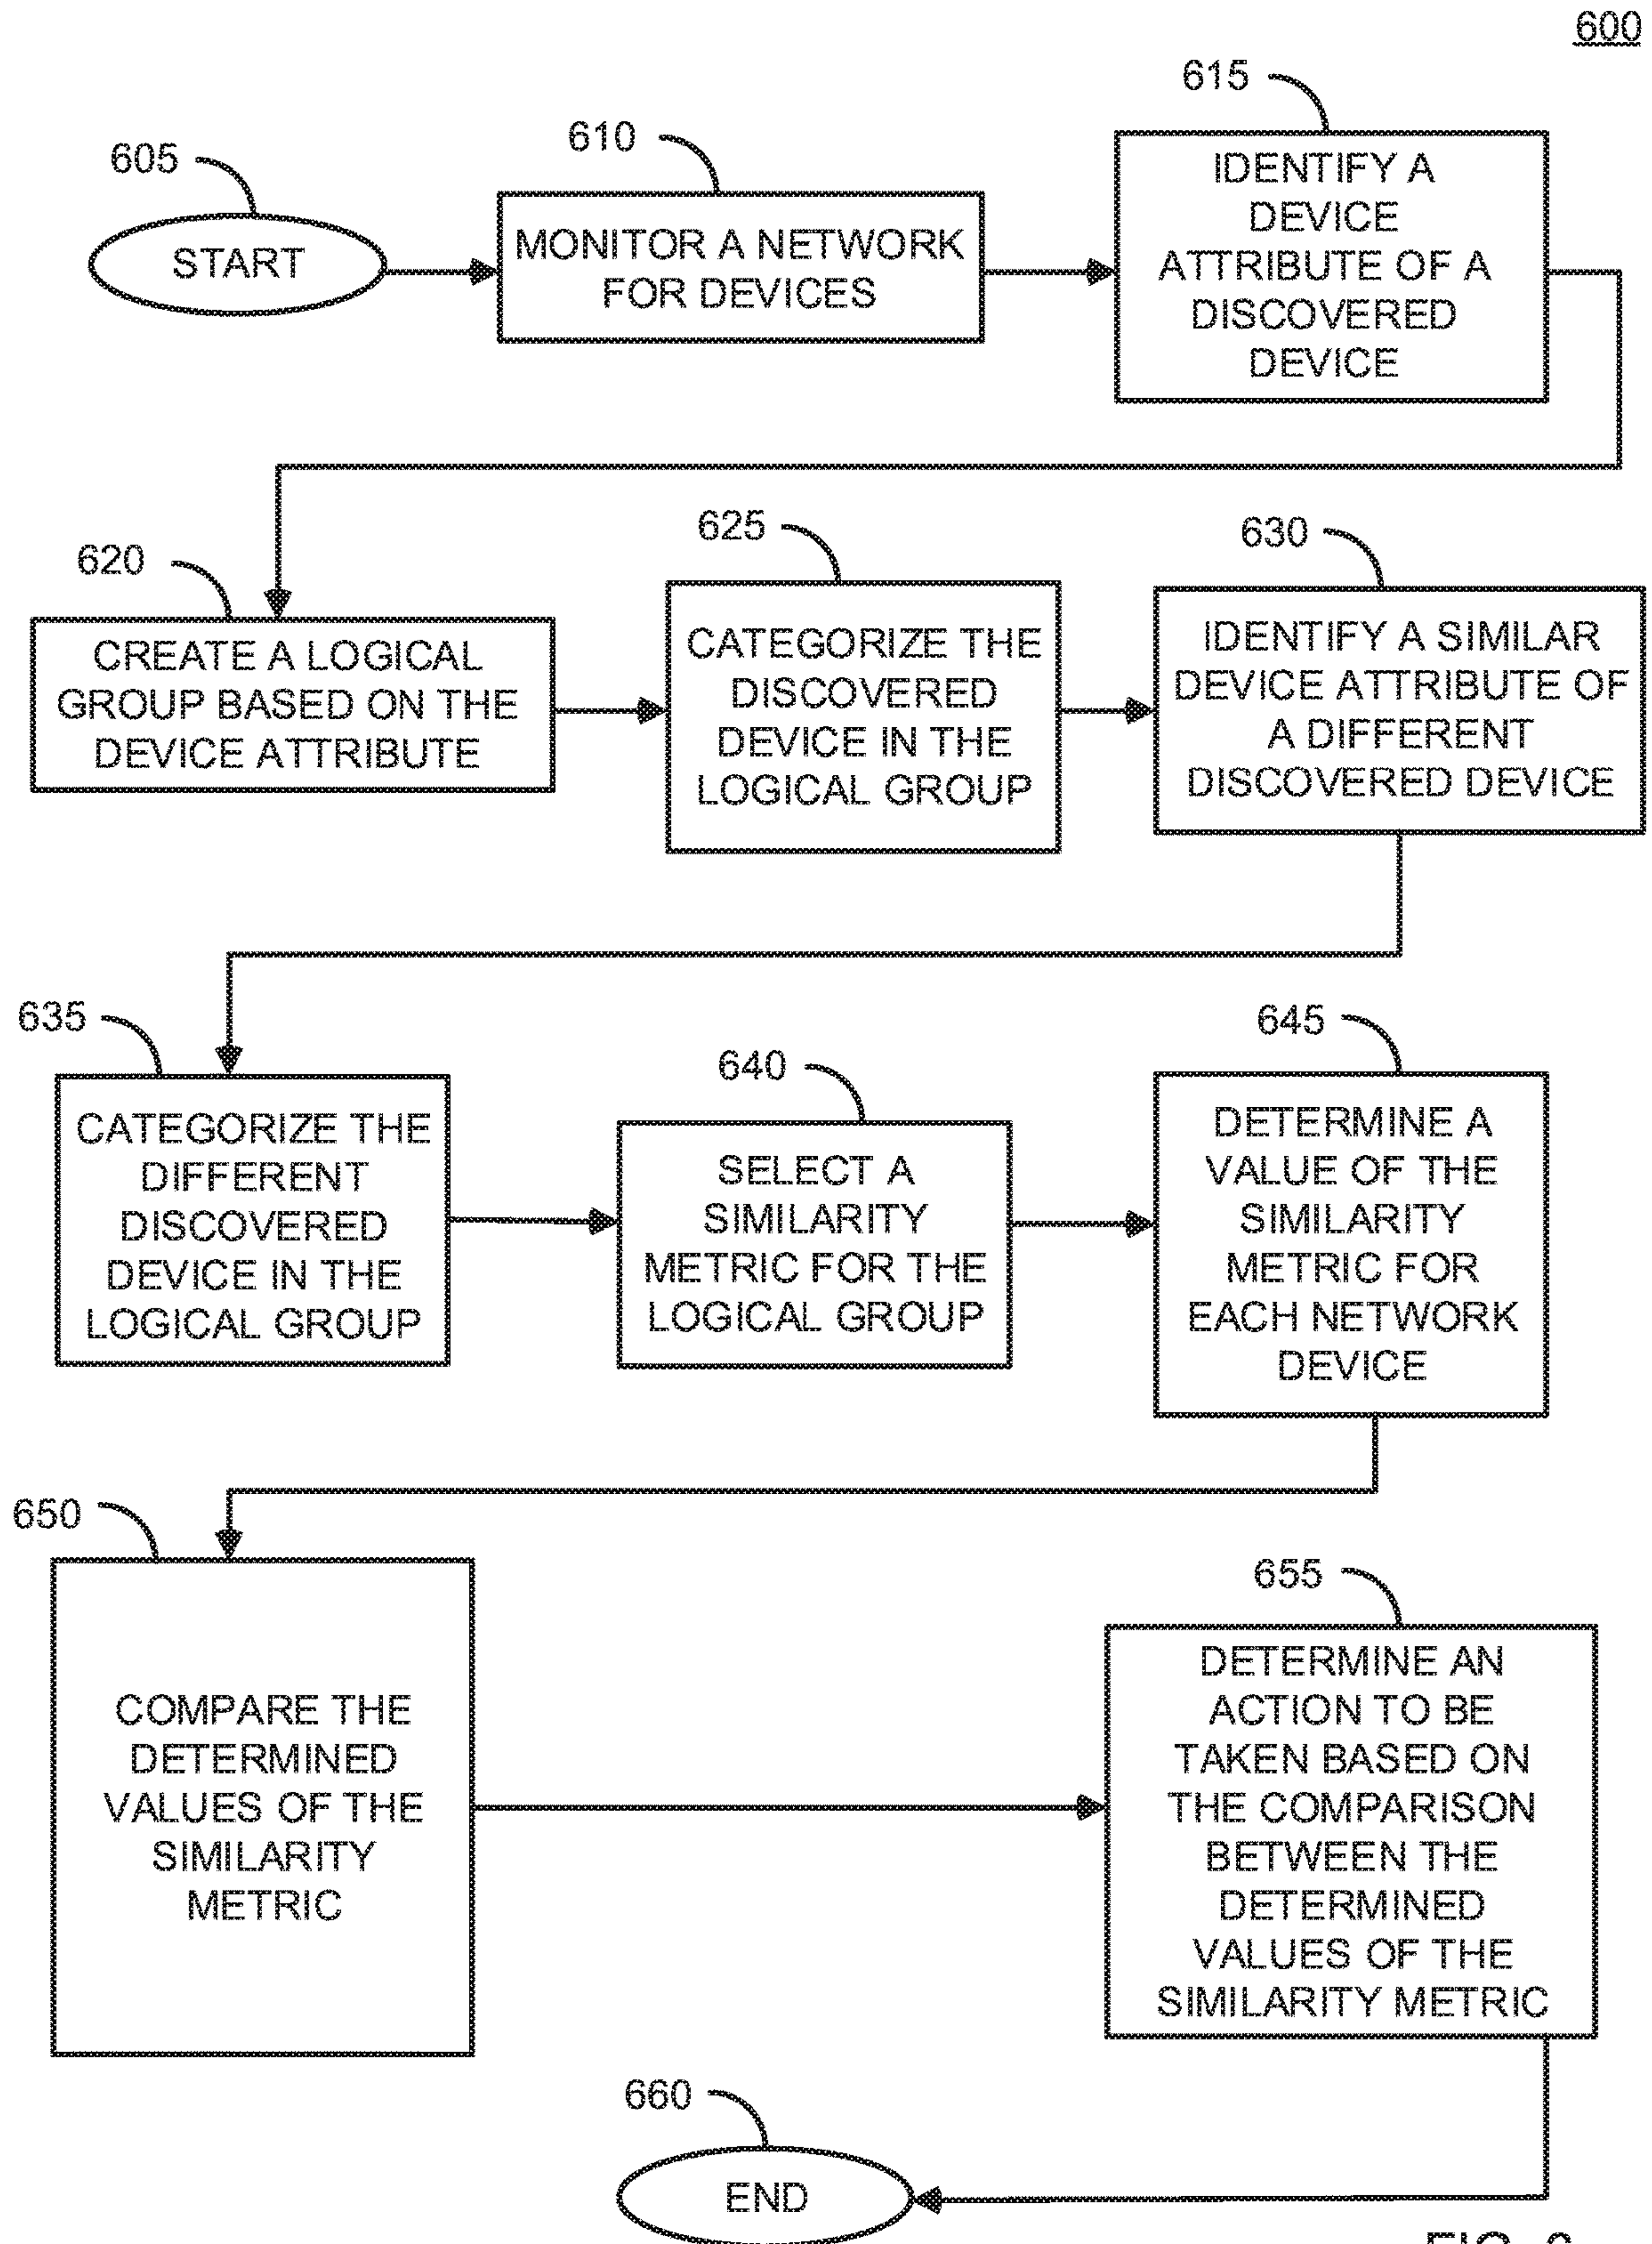 600
605
START
610
MONITOR A NETWORK
FOR DEVICES
615
IDENTIFY A
DEVICE
ATTRIBUTE OF A
DISCOVERED
DEVICE
620
CREATE A LOGICAL
GROUP BASED ON THE
DEVICE ATTRIBUTE
625
CATEGORIZE THE
DISCOVERED
DEVICE IN THE
LOGICAL GROUP
630
IDENTIFY A SIMILAR
DEVICE ATTRIBUTE OF
A DIFFERENT
DISCOVERED DEVICE
635
CATEGORIZE THE
DIFFERENT
DISCOVERED
DEVICE IN THE
LOGICAL GROUP
640
SELECT A
SIMILARITY
METRIC FOR THE
LOGICAL GROUP
645
DETERMINE A
VALUE OF THE
SIMILARITY
METRIC FOR
EACH NETWORK
DEVICE
650
COMPARE THE
DETERMINED
VALUES OF THE
SIMILARITY
METRIC
655
DETERMINE AN
ACTION TO BE
TAKEN BASED ON
THE COMPARISON
BETWEEN THE
DETERMINED
VALUES OF THE
SIMILARITY METRIC
660
END